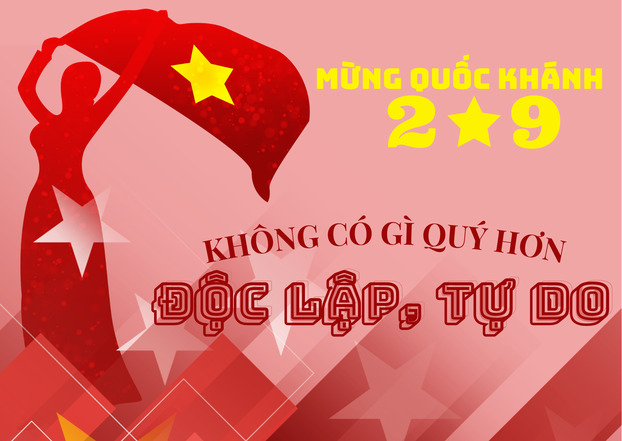 MỪNG QUỐC KHÁNH
2★9
KHÔNG CÓ GÌ QUÝ HƠN
ĐỘC LẬP, TỰ DO